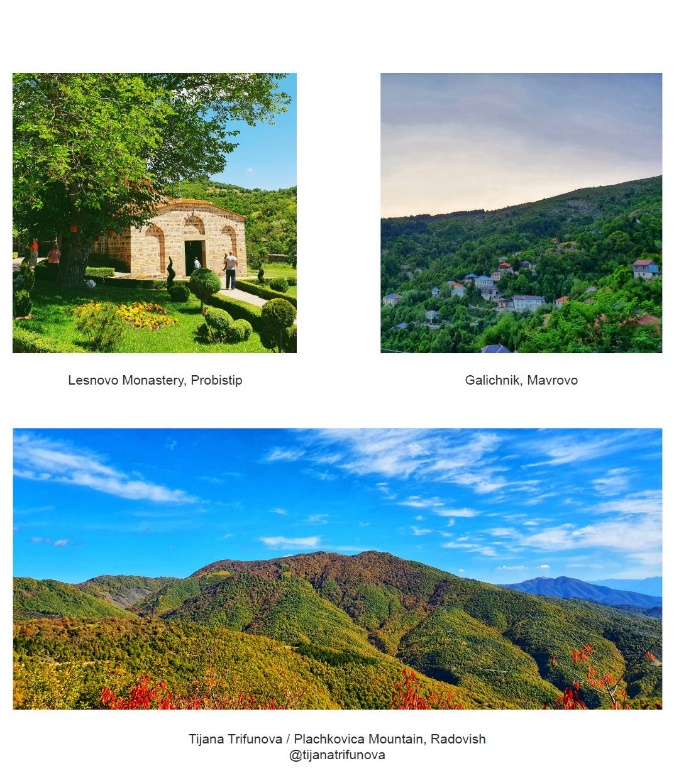 Lesnovo Monastery, Probistip
Galichnik, Mavrovo
Tijana Trifunova / Plachkovica Mountain, Radovish
@tijanatrifunova